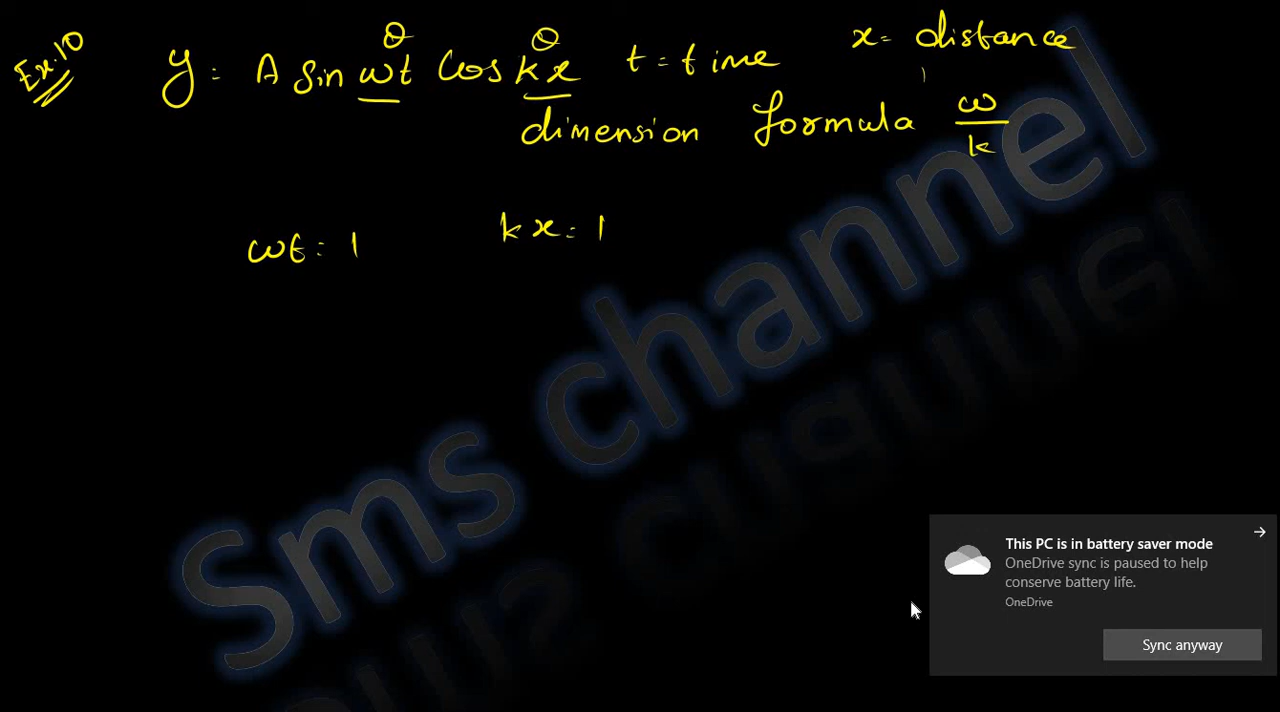 Ex:10
θ θ
y = A sin ωt cos kx t = time x = distance
dimension formula ω/k
ωt = 1 kx = 1
Sms channel
This PC is in battery saver mode
OneDrive sync is paused to help
conserve battery life.
OneDrive
Sync anyway